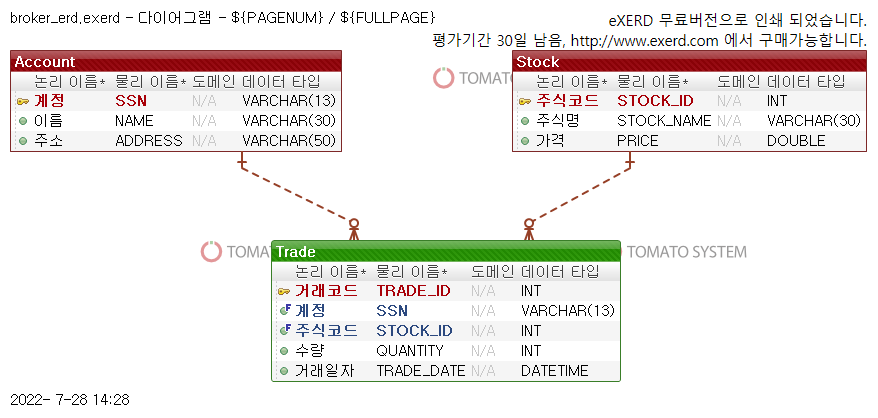 broker_erd.exerd - 다이어그램 - ${PAGENUM} / ${FULLPAGE}
eXERD 무료버전으로 인쇄 되었습니다.
평가기간 30일 남음, http://www.exerd.com 에서 구매가능합니다.
Account
논리 이름* 물리 이름* 도메인 데이터 타입
계정 SSN N/A VARCHAR(13)
이름 NAME N/A VARCHAR(30)
주소 ADDRESS N/A VARCHAR(50)
TOMATO
Stock
논리 이름* 물리 이름* 도메인 데이터 타입
주식코드 STOCK_ID N/A INT
주식명 STOCK_NAME N/A VARCHAR(30)
가격 PRICE N/A DOUBLE
TOMATO
Trade
논리 이름* 물리 이름* 도메인 데이터 타입
거래코드 TRADE_ID N/A INT
F 계정 SSN N/A VARCHAR(13)
F 주식코드 STOCK_ID N/A INT
수량 QUANTITY N/A INT
거래일자 TRADE_DATE N/A DATETIME
TOMATO SYSTEM
2022- 7-28 14:28